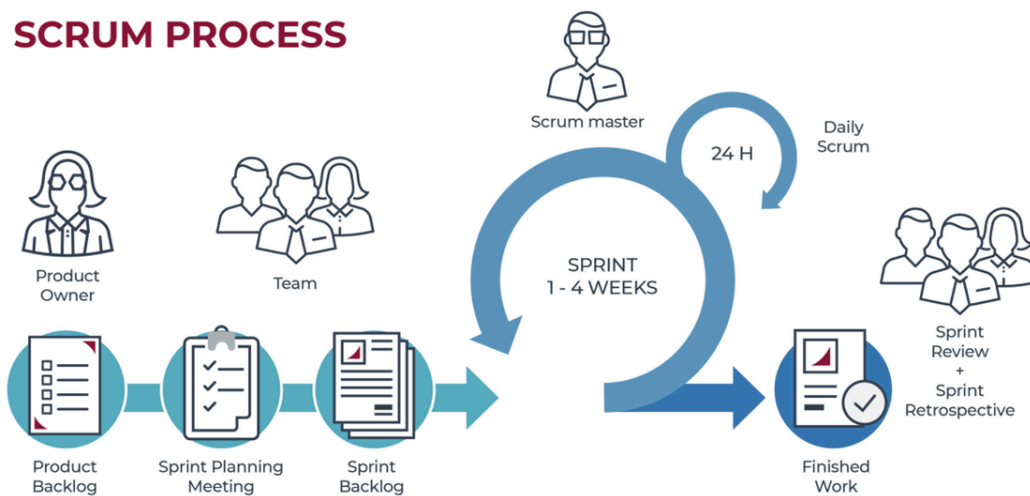 SCRUM PROCESS
Scrum master
24 H
Daily
Scrum
Product
Owner
Team
SPRINT
1 - 4 WEEKS
Sprint
Review
+
Sprint
Retrospective
Product
Backlog
Sprint Planning
Meeting
Sprint
Backlog
Finished
Work